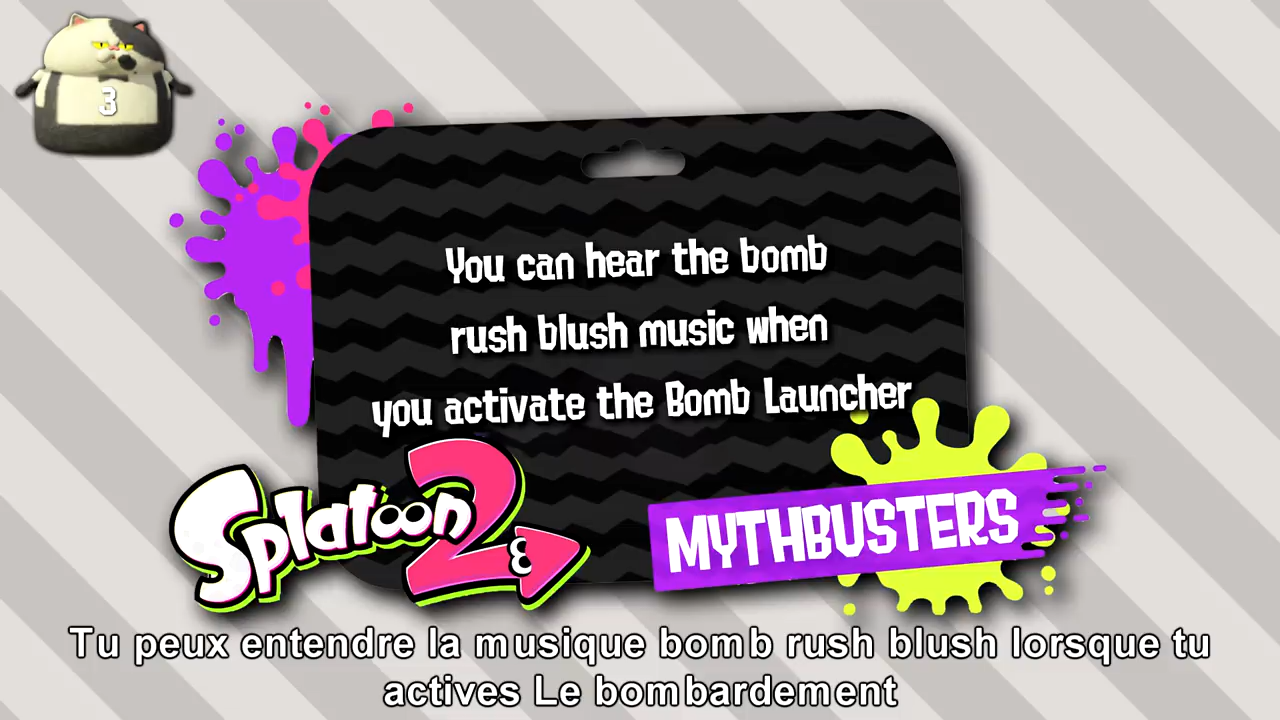 3
You can hear the bomb
rush blush music when
you activate the Bomb Launcher
Splatoon 2
MYTHBUSTERS
Tu peux entendre la musique bomb rush blush lorsque tu
actives Le bombardement